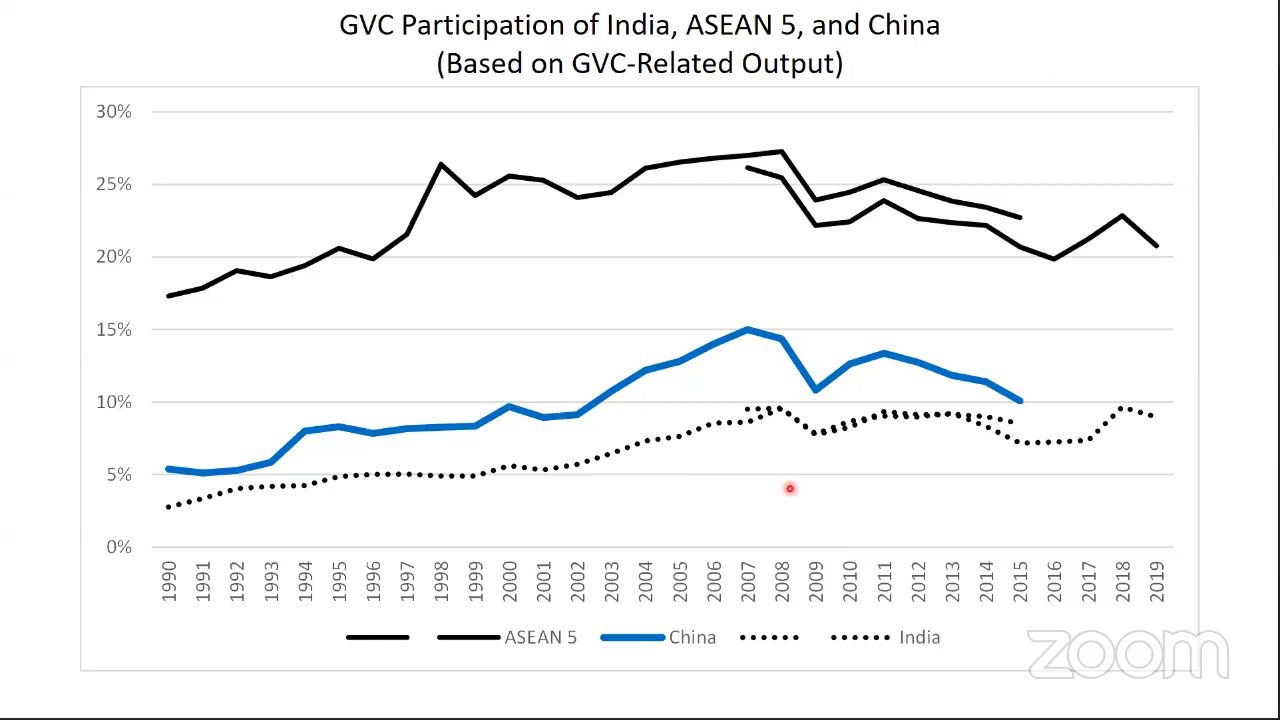 GVC Participation of India, ASEAN 5, and China
(Based on GVC-Related Output)
30%
25%
20%
15%
10%
5%
0%
1990 1991 1992 1993 1994 1995 1996 1997 1998 1999 2000 2001 2002 2003 2004 2005 2006 2007 2008 2009 2010 2011 2012 2013 2014 2015 2016 2017 2018 2019
ASEAN 5 China India
zoom